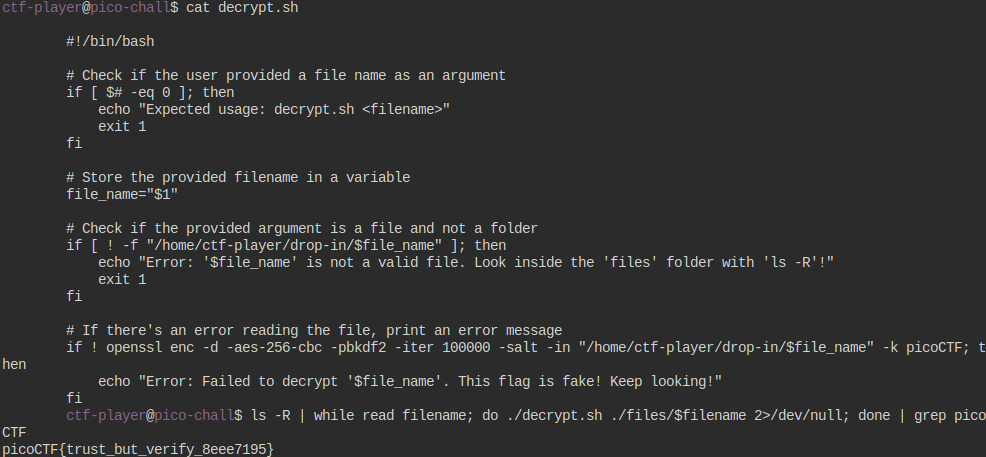 ctf-player@pico-chall$ cat decrypt.sh

        #!/bin/bash

        # Check if the user provided a file name as an argument
        if [ $# -eq 0 ]; then
            echo "Expected usage: decrypt.sh <filename>"
            exit 1
        fi

        # Store the provided filename in a variable
        file_name="$1"

        # Check if the provided argument is a file and not a folder
        if [ ! -f "/home/ctf-player/drop-in/$file_name" ]; then
            echo "Error: '$file_name' is not a valid file. Look inside the 'files' folder with 'ls -R'!"
            exit 1
        fi

        # If there's an error reading the file, print an error message
        if ! openssl enc -d -aes-256-cbc -pbkdf2 -iter 100000 -salt -in "/home/ctf-player/drop-in/$file_name" -k picoCTF; t
hen
            echo "Error: Failed to decrypt '$file_name'. This flag is fake! Keep looking!"
        fi
        ctf-player@pico-chall$ ls -R | while read filename; do ./decrypt.sh ./files/$filename 2>/dev/null; done | grep pico
CTF
picoCTF{trust_but_verify_8eee7195}